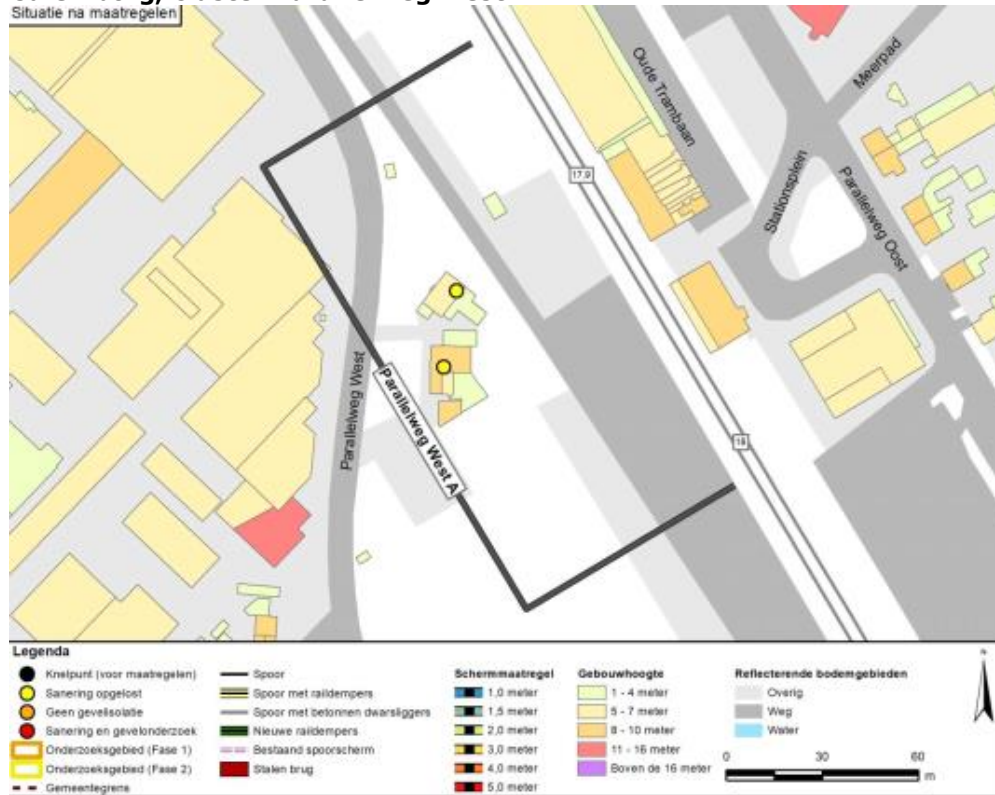 Situatie na maatregelen
Oude Trambaan
Meerpad
Stationsplein
Parallelweg Oost
17.9
18
Parallelweg West
Parallelweg West A
Legenda
Knelpunt (voor maatregelen)
Sanering opgelost
Geen gevelisolatie
Sanering en gevelonderzoek
Onderzoeksgebied (Fase 1)
Onderzoeksgebied (Fase 2)
Gemeentegrens
Spoor
Spoor met raildempers
Spoor met betonnen dwarsliggers
Nieuwe raildempers
Bestaand spoorscherm
Stalen brug
Schermmaatregel
1,0 meter
1,5 meter
2,0 meter
3,0 meter
4,0 meter
5,0 meter
Gebouwhoogte
1 - 4 meter
5 - 7 meter
8 - 10 meter
11 - 16 meter
Boven de 16 meter
Reflecterende bodemgebieden
Overig
Weg
Water
0 30 60
m